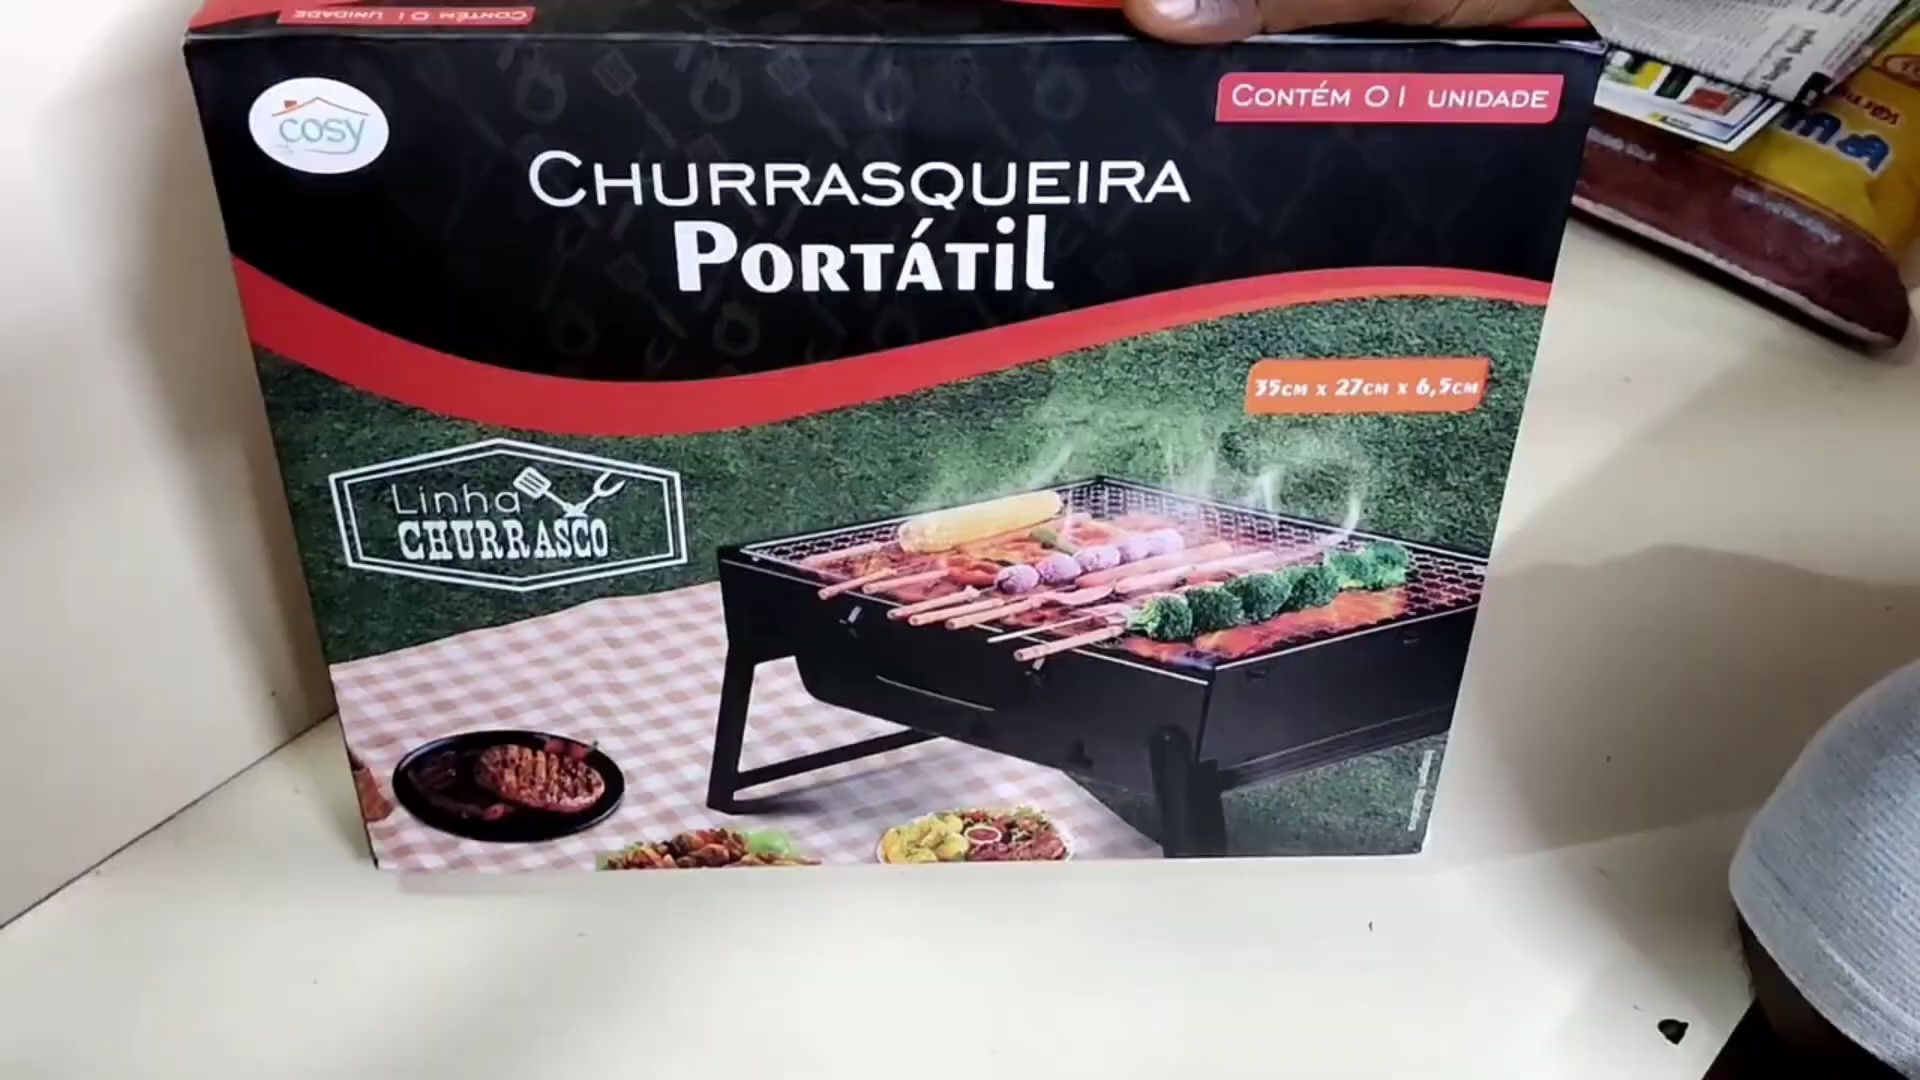 CONTÉM 01 UNIDADE
cosy
CONTÉM 01 UNIDADE
CHURRASQUEIRA
PORTÁTIL
35CM X 27CM X 6,5CM
Linha
CHURRASCO